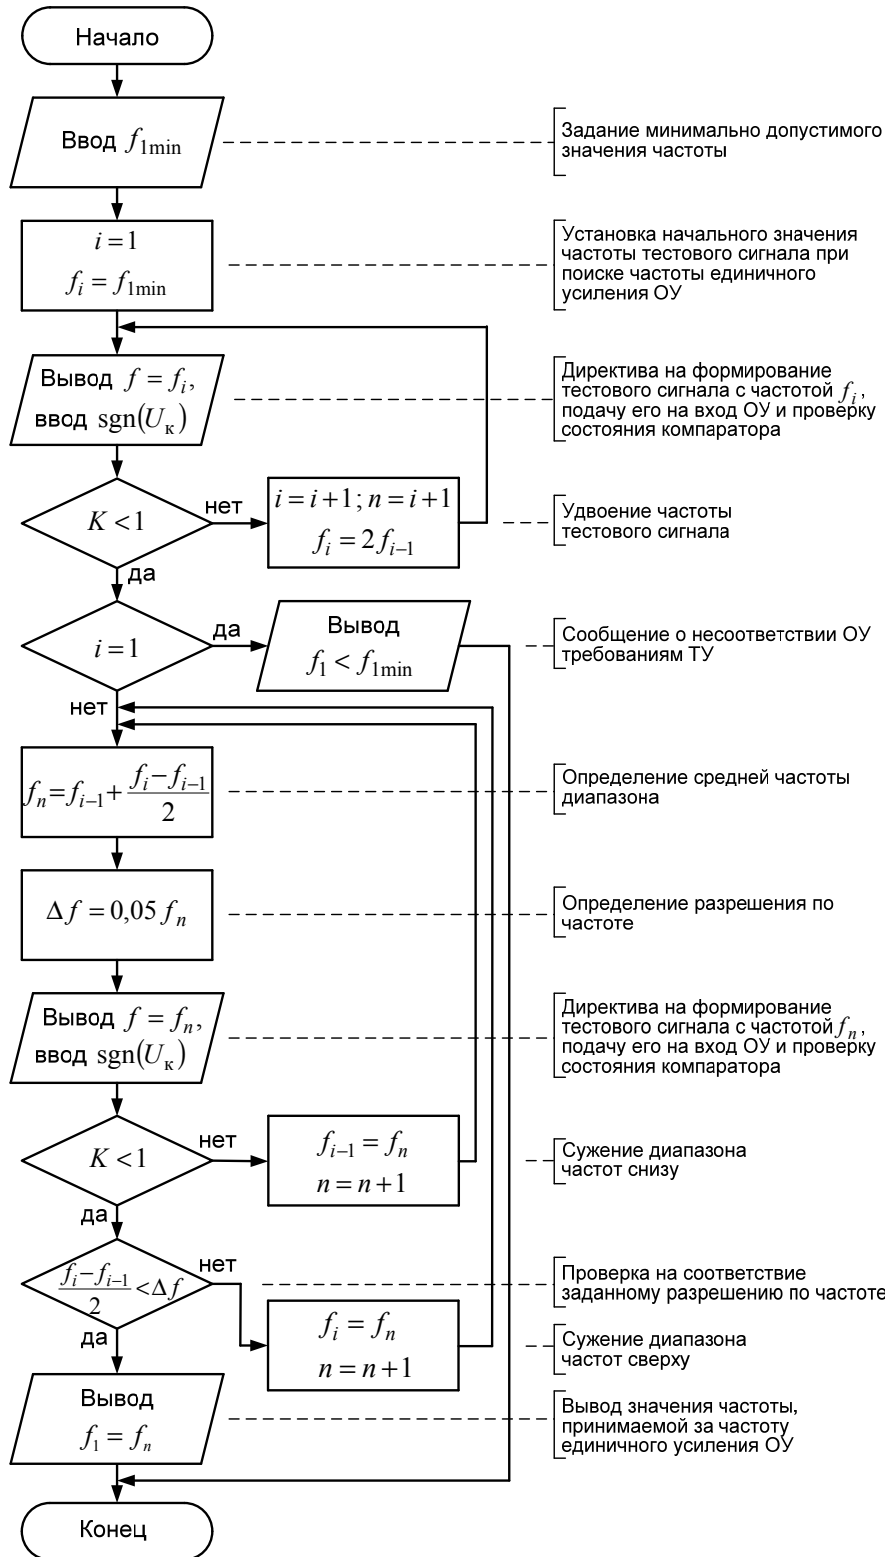 Начало
Ввод f₁min
Задание минимально допустимого
значения частоты
i = 1
fᵢ = f₁min
Установка начального значения
частоты тестового сигнала при
поиске частоты единичного
усиления ОУ
Вывод f = fᵢ,
ввод sgn(Uк)
Директива на формирование
тестового сигнала с частотой fᵢ,
подачу его на вход ОУ и проверку
состояния компаратора
K < 1
нет
i = i+1; n = i+1
fᵢ = 2fᵢ₋₁
Удвоение частоты
тестового сигнала
да
i = 1
да
Вывод
f₁ < f₁min
Сообщение о несоответствии ОУ
требованиям ТУ
нет
fₙ = fᵢ₋₁ + (fᵢ − fᵢ₋₁)/2
Определение средней частоты
диапазона
Δf = 0,05 fₙ
Определение разрешения по
частоте
Вывод f = fₙ,
ввод sgn(Uк)
Директива на формирование
тестового сигнала с частотой fₙ,
подачу его на вход ОУ и проверку
состояния компаратора
K < 1
нет
fᵢ₋₁ = fₙ
n = n+1
Сужение диапазона
частот снизу
да
(fᵢ − fᵢ₋₁)/2 < Δf
нет
Проверка на соответствие
заданному разрешению по частоте
fᵢ = fₙ
n = n+1
Сужение диапазона
частот сверху
да
Вывод
f₁ = fₙ
Вывод значения частоты,
принимаемой за частоту
единичного усиления ОУ
Конец